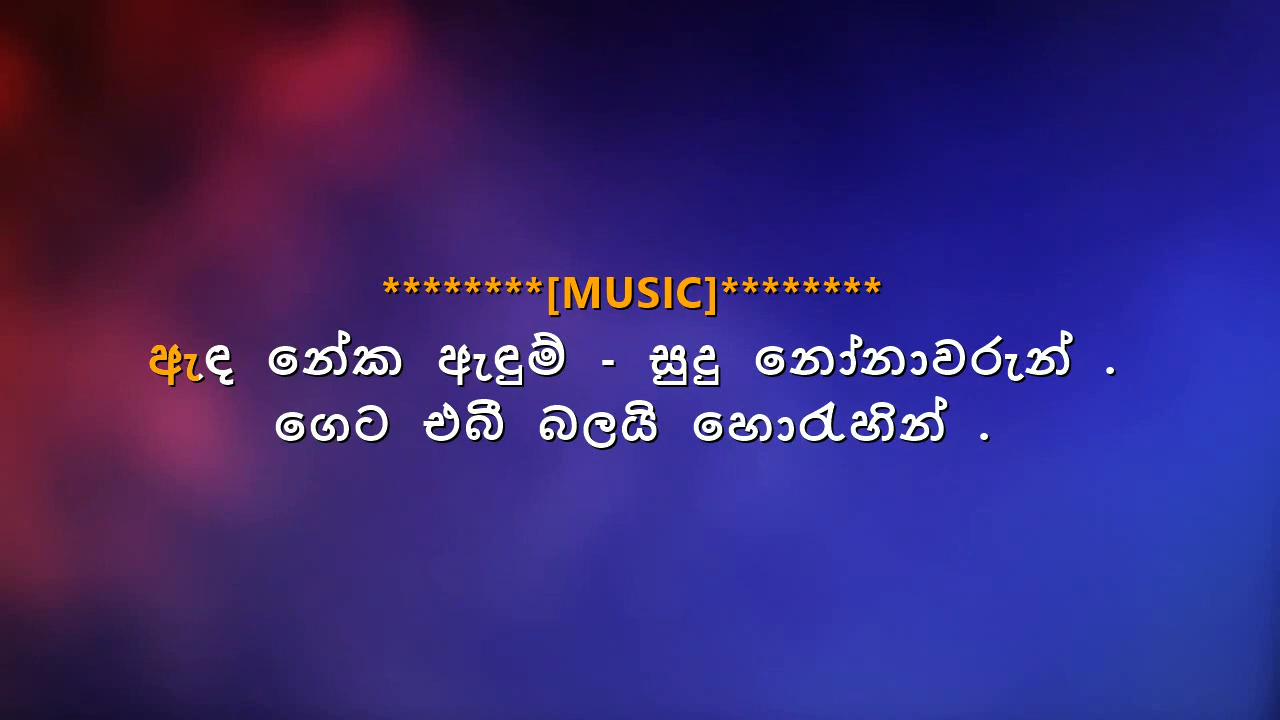 ********[MUSIC]********
ඇඳ නේක ඇඳුම් - සුදු නෝනාවරුන් .
ගෙට එබී බලයි හොරැහින් .